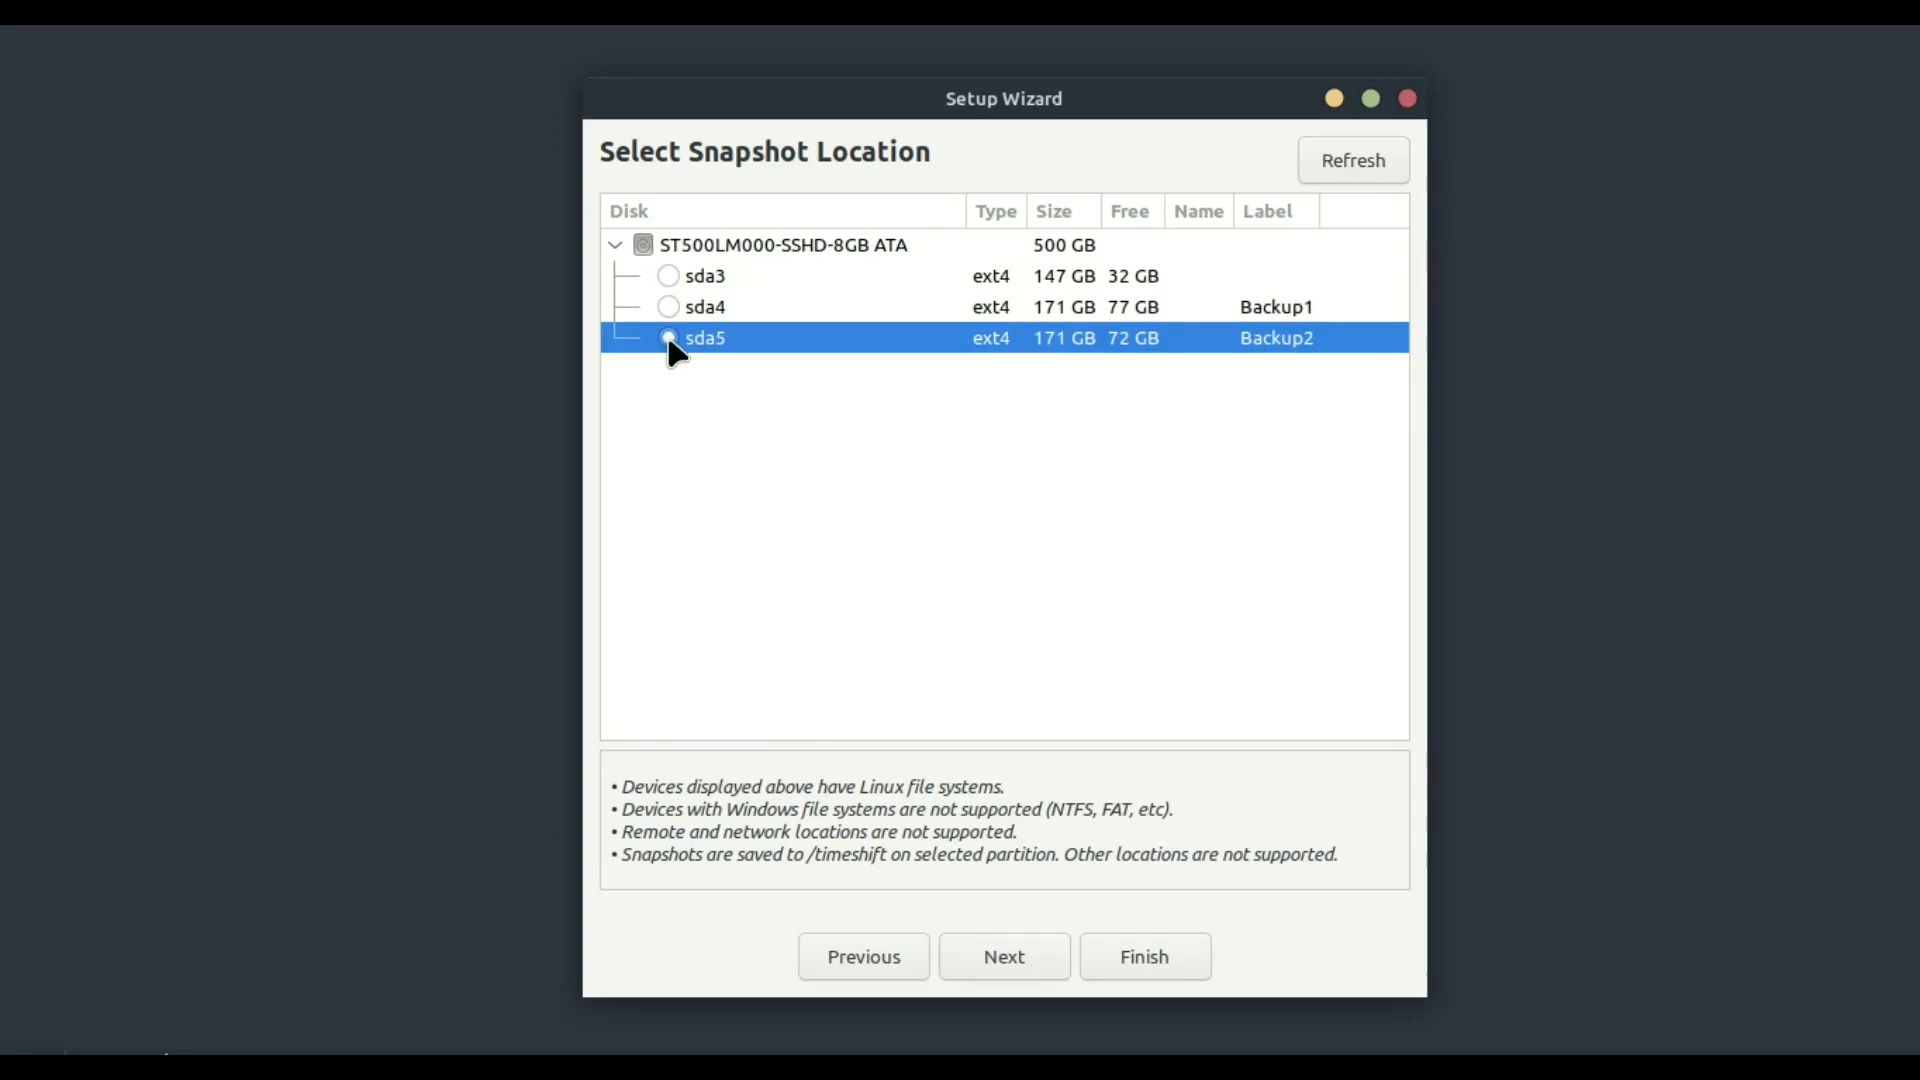 Setup Wizard
Select Snapshot Location
Refresh
Disk Type Size Free Name Label
ST500LM000-SSHD-8GB ATA 500 GB
sda3 ext4 147 GB 32 GB
sda4 ext4 171 GB 77 GB Backup1
sda5 ext4 171 GB 72 GB Backup2
• Devices displayed above have Linux file systems.
• Devices with Windows file systems are not supported (NTFS, FAT, etc).
• Remote and network locations are not supported.
• Snapshots are saved to /timeshift on selected partition. Other locations are not supported.
Previous Next Finish